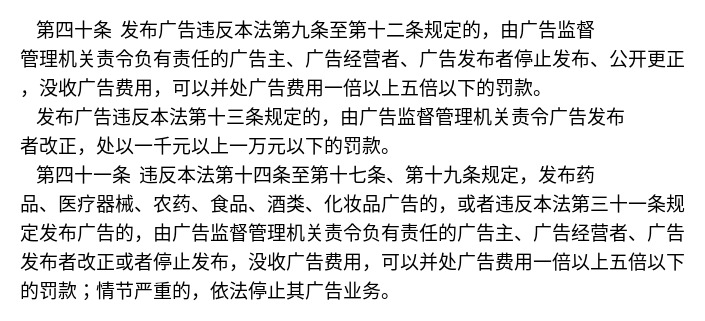 第四十条 发布广告违反本法第九条至第十二条规定的，由广告监督
管理机关责令负有责任的广告主、广告经营者、广告发布者停止发布、公开更正
，没收广告费用，可以并处广告费用一倍以上五倍以下的罚款。
发布广告违反本法第十三条规定的，由广告监督管理机关责令广告发布
者改正，处以一千元以上一万元以下的罚款。
第四十一条 违反本法第十四条至第十七条、第十九条规定，发布药
品、医疗器械、农药、食品、酒类、化妆品广告的，或者违反本法第三十一条规
定发布广告的，由广告监督管理机关责令负有责任的广告主、广告经营者、广告
发布者改正或者停止发布，没收广告费用，可以并处广告费用一倍以上五倍以下
的罚款；情节严重的，依法停止其广告业务。